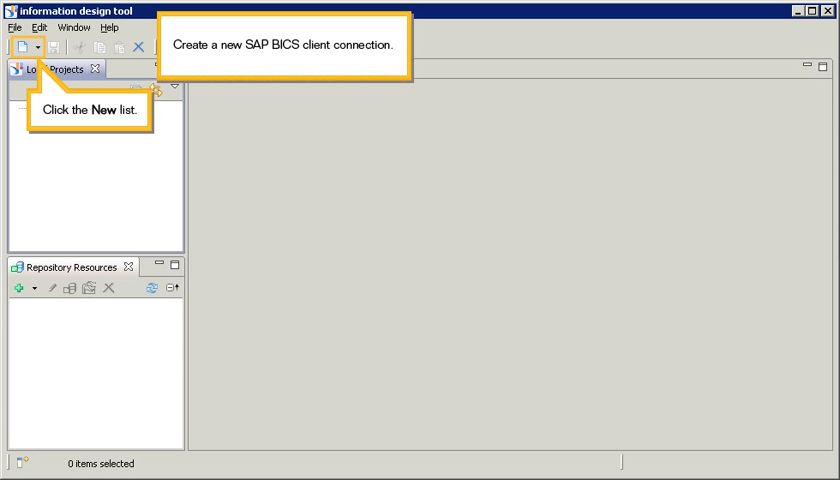 information design tool
File Edit Window Help
Create a new SAP BICS client connection.
Projects
Click the New list.
Repository Resources
0 items selected